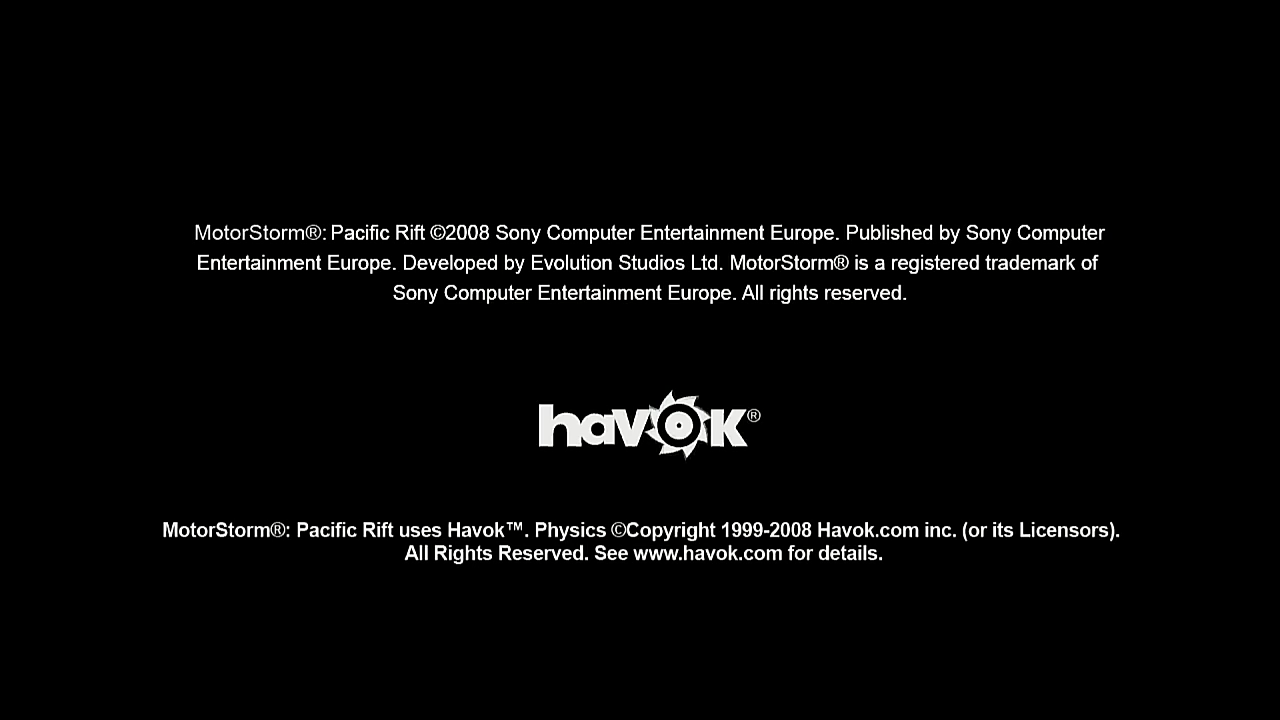 MotorStorm®: Pacific Rift ©2008 Sony Computer Entertainment Europe. Published by Sony Computer
Entertainment Europe. Developed by Evolution Studios Ltd. MotorStorm® is a registered trademark of
Sony Computer Entertainment Europe. All rights reserved.
havok®
MotorStorm®: Pacific Rift uses Havok™. Physics ©Copyright 1999-2008 Havok.com inc. (or its Licensors).
All Rights Reserved. See www.havok.com for details.